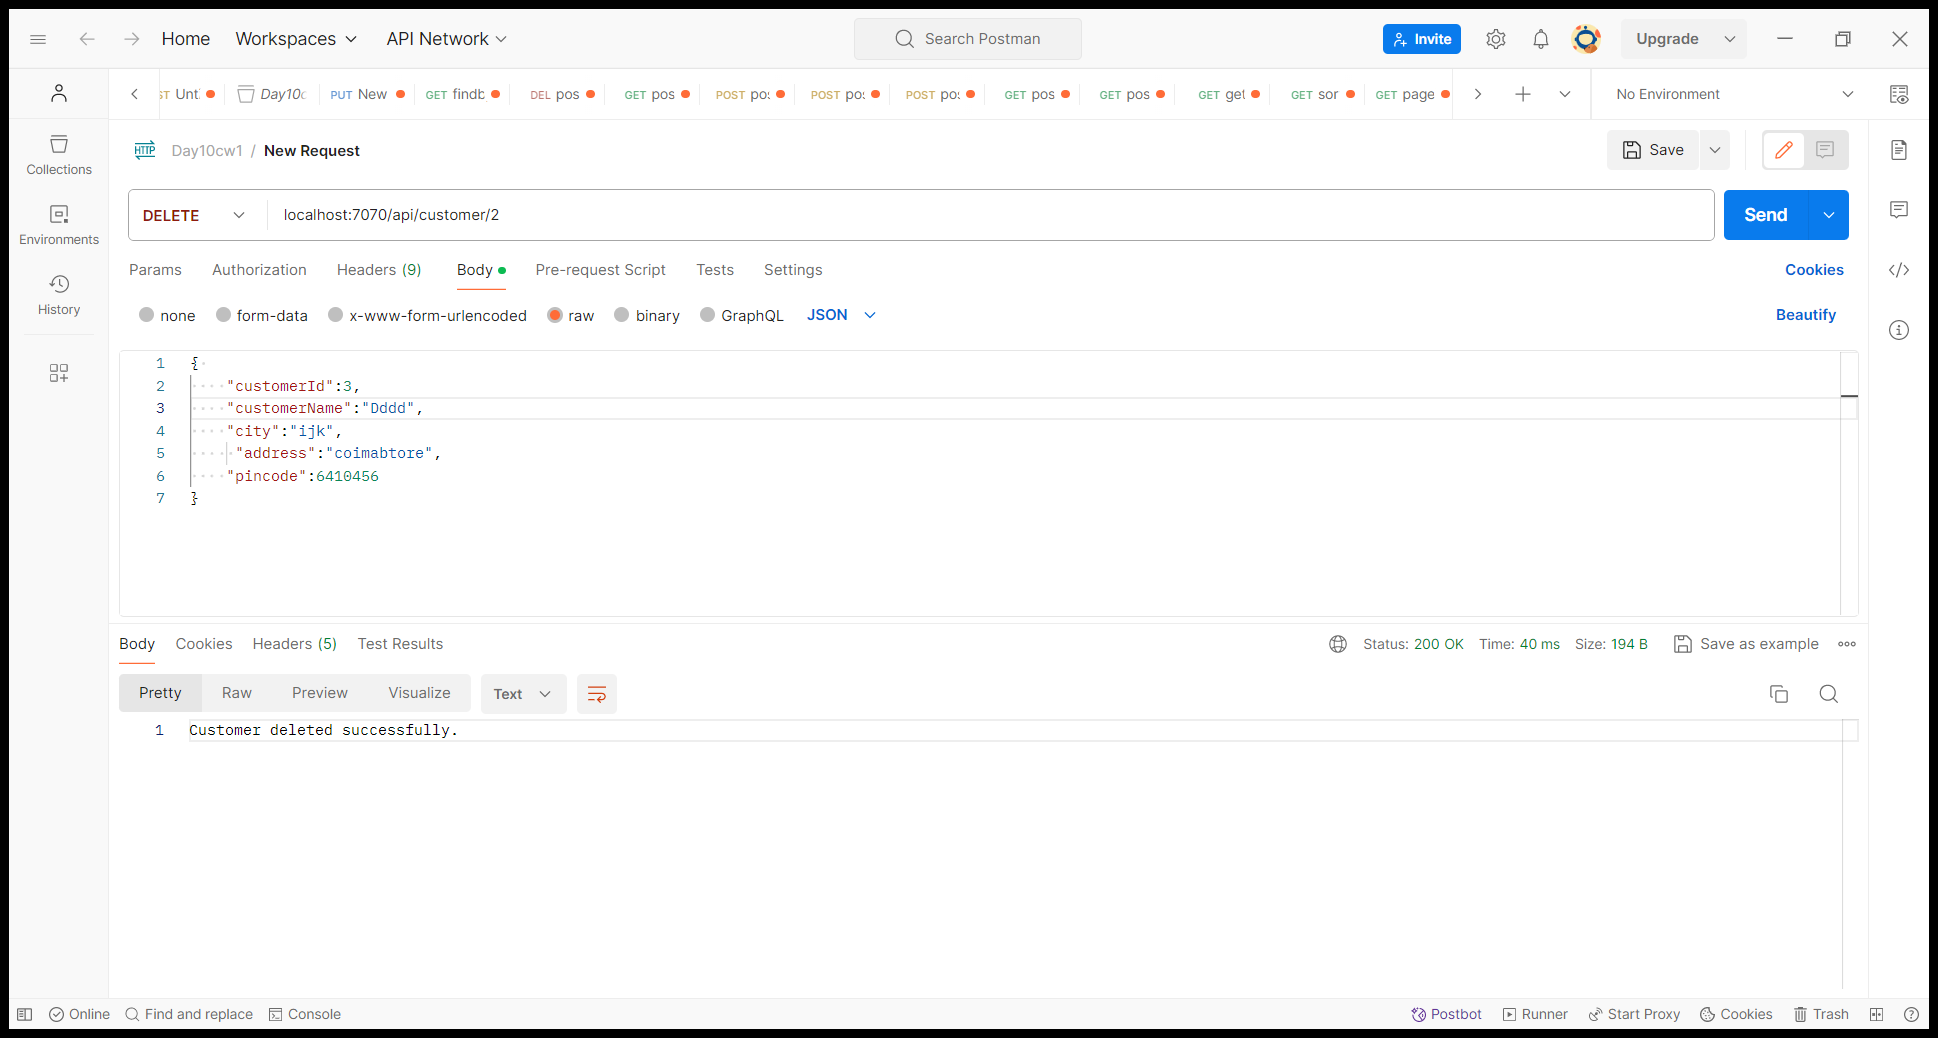 Home Workspaces API Network Search Postman Invite Upgrade
ST Unt DEL Day10c PUT New GET findb DEL pos GET pos POST pos POST pos POST pos GET pos GET pos GET get GET sor GET page No Environment
HTTP Day10cw1 / New Request Save
Collections
DELETE localhost:7070/api/customer/2 Send
Environments
Params Authorization Headers (9) Body Pre-request Script Tests Settings Cookies
History
none form-data x-www-form-urlencoded raw binary GraphQL JSON Beautify
1 {
2 "customerId":3,
3 "customerName":"Dddd",
4 "city":"ijk",
5 "address":"coimabtore",
6 "pincode":6410456
7 }
Body Cookies Headers (5) Test Results Status: 200 OK Time: 40 ms Size: 194 B Save as example
Pretty Raw Preview Visualize Text
1 Customer deleted successfully.
Online Find and replace Console Postbot Runner Start Proxy Cookies Trash